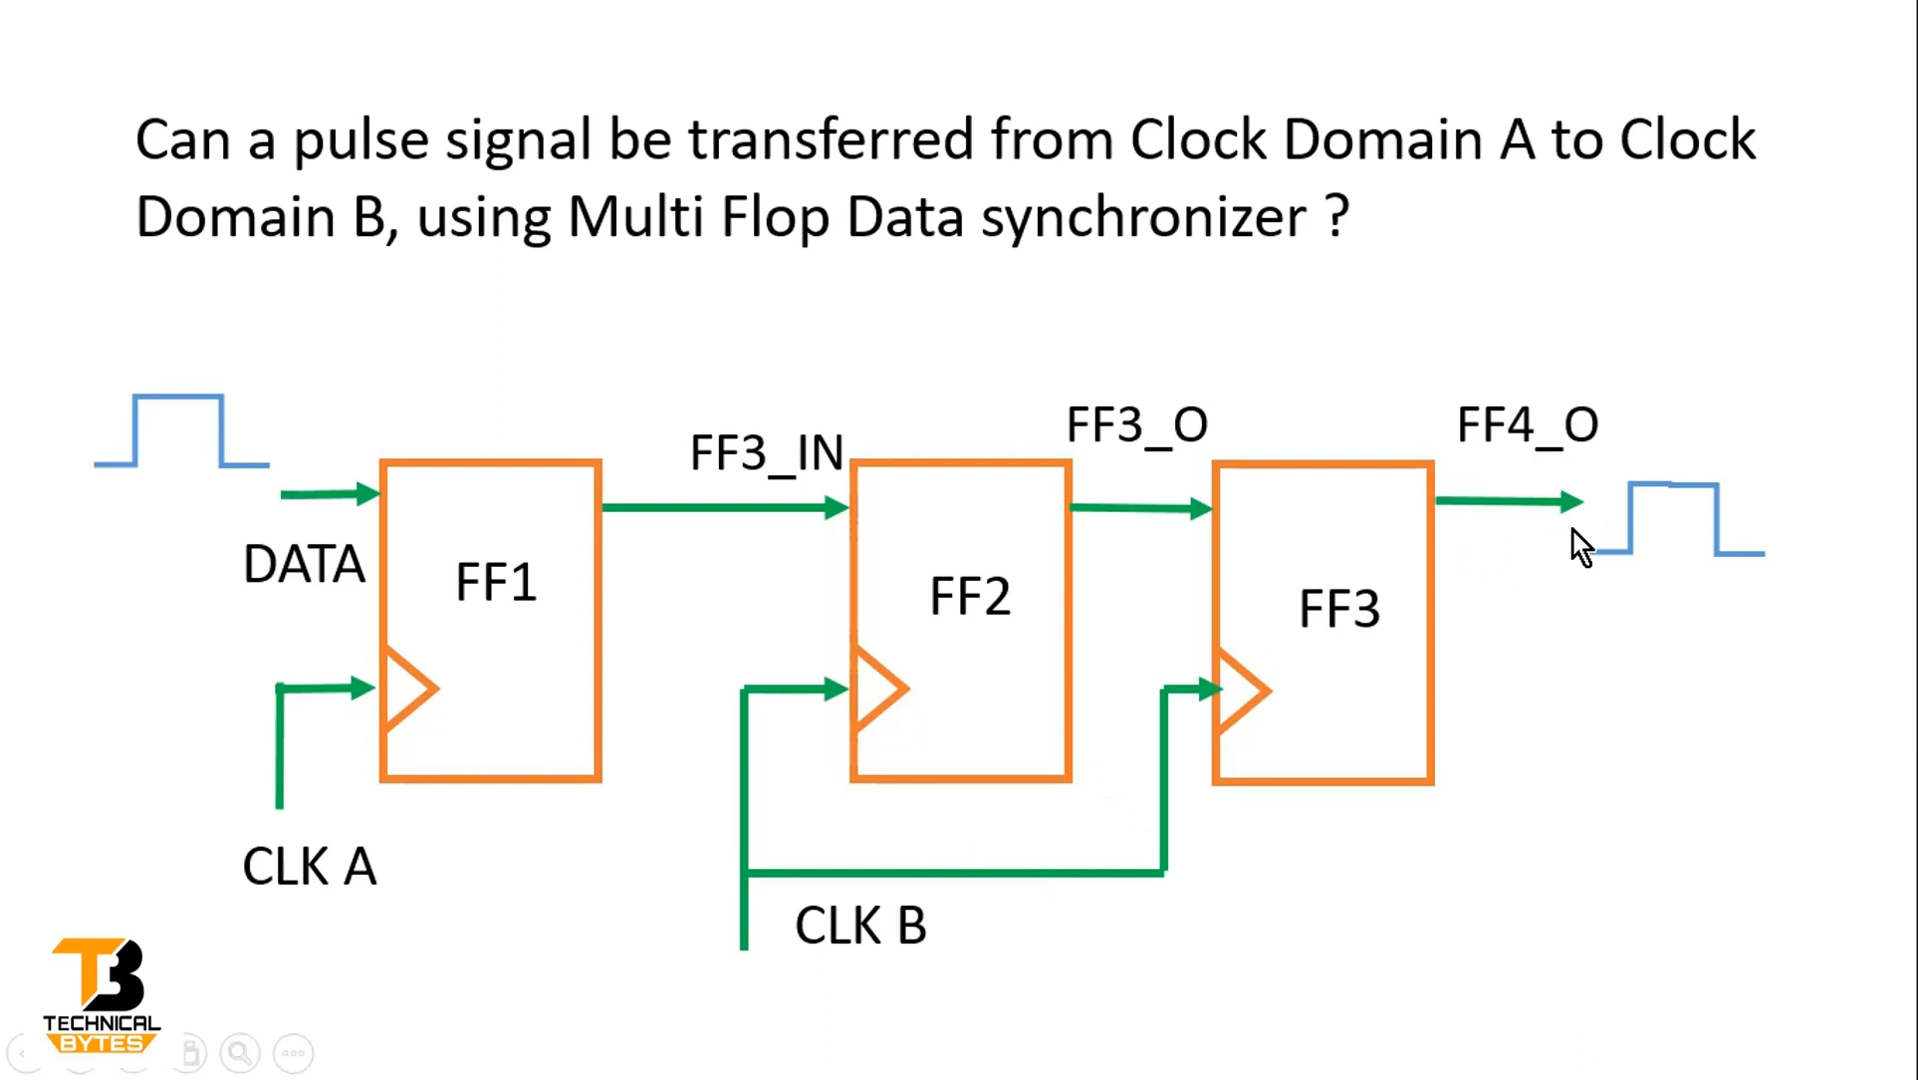 Can a pulse signal be transferred from Clock Domain A to Clock
Domain B, using Multi Flop Data synchronizer ?
FF3_IN
FF3_O
FF4_O
DATA
FF1
FF2
FF3
CLK A
CLK B
TB
TECHNICAL
BYTES